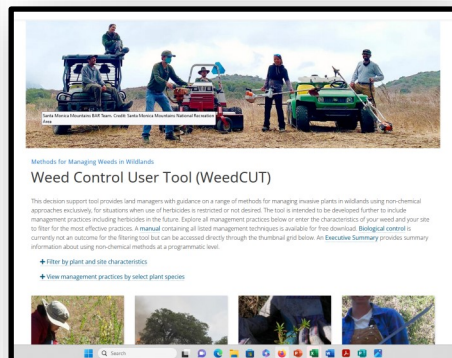 Santa Monica Mountains BAR Team. Credit: Santa Monica Mountains National Recreation
Area
Methods for Managing Weeds in Wildlands
Weed Control User Tool (WeedCUT)
This decision support tool provides land managers with guidance on a range of methods for managing invasive plants in wildlands using non-chemical
approaches exclusively, for situations when use of herbicides is restricted or not desired. The tool is intended to be developed further to include
management practices including herbicides in the future. Explore all management practices below or enter the characteristics of your weed and your site
to filter for the most effective practices. A manual containing all listed management techniques is available for free download. Biological control is
currently not an outcome for the filtering tool but can be accessed directly through the thumbnail grid below. An Executive Summary provides summary
information about using non-chemical methods at a programmatic level.
+ Filter by plant and site characteristics
+ View management practices by select plant species
Search